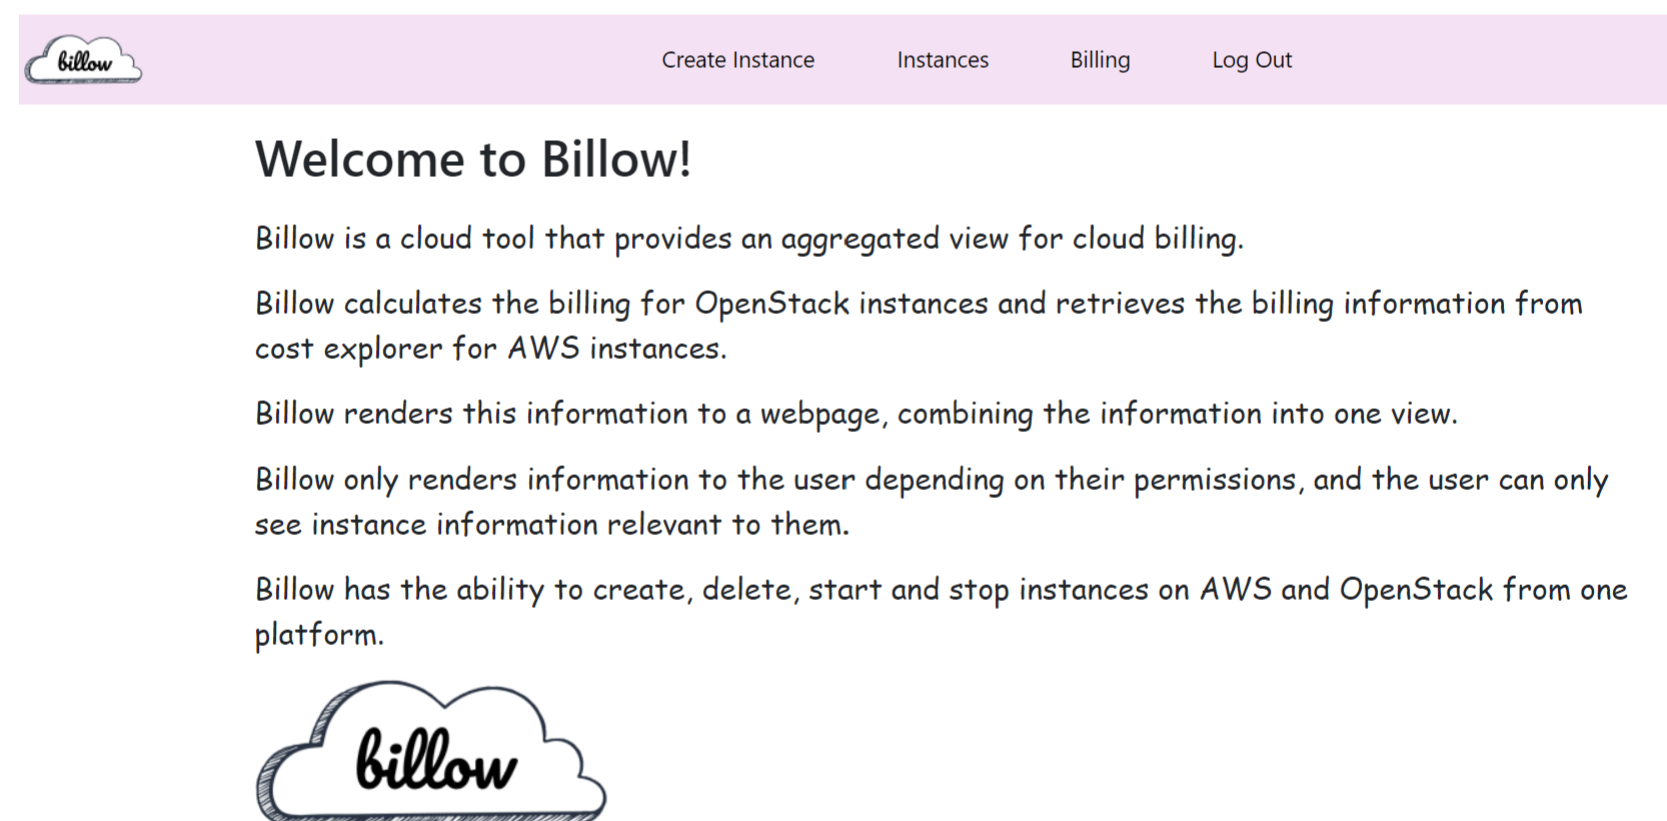 billow
Create Instance Instances Billing Log Out
Welcome to Billow!
Billow is a cloud tool that provides an aggregated view for cloud billing.
Billow calculates the billing for OpenStack instances and retrieves the billing information from
cost explorer for AWS instances.
Billow renders this information to a webpage, combining the information into one view.
Billow only renders information to the user depending on their permissions, and the user can only
see instance information relevant to them.
Billow has the ability to create, delete, start and stop instances on AWS and OpenStack from one
platform.
billow